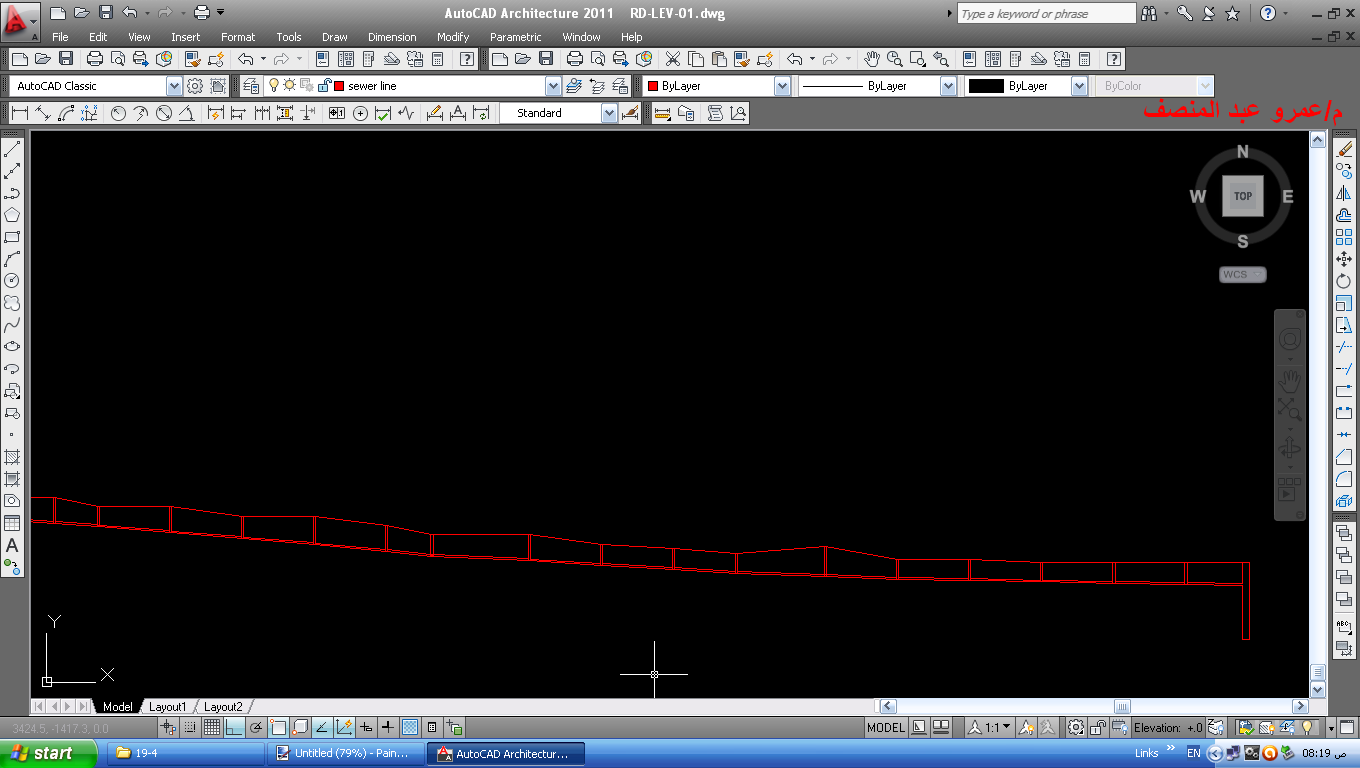 AutoCAD Architecture 2011 RD-LEV-01.dwg
Type a keyword or phrase
File Edit View Insert Format Tools Draw Dimension Modify Parametric Window Help
AutoCAD Classic
sewer line
ByLayer
ByLayer
ByLayer
ByColor
Standard
م/عمرو عبد المنصف
N
W TOP E
S
WCS
Y
X
A
ABC
Model Layout1 Layout2
3424.5, -1417.3, 0.0
MODEL
1:1
Elevation: +.0
start
19-4
Untitled (79%) - Pain...
AutoCAD Architectur...
Links
EN
08:19 ص